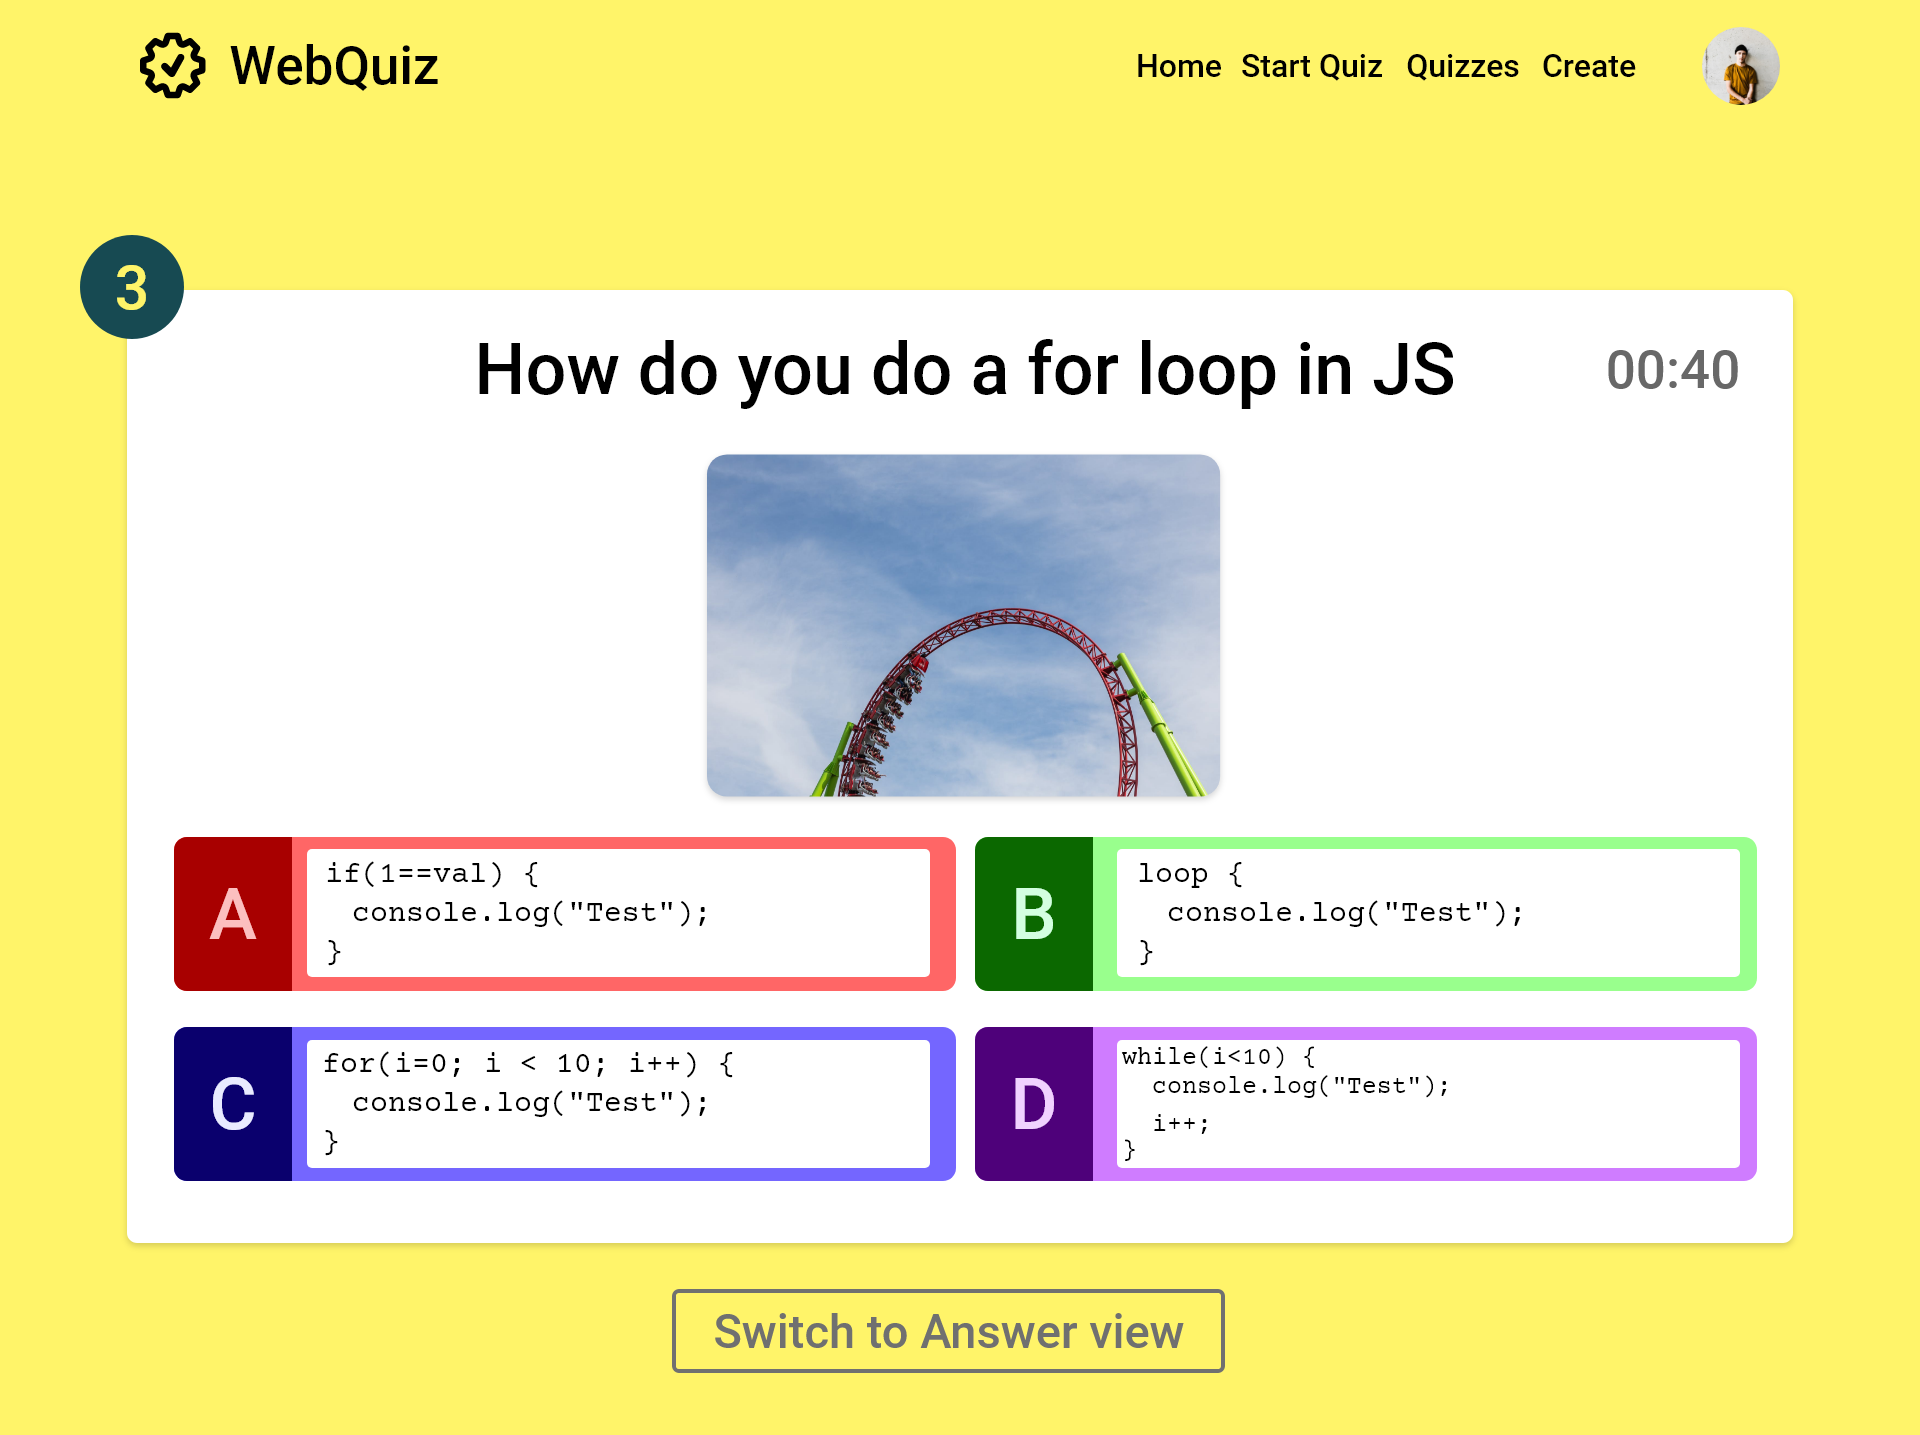 WebQuiz
Home Start Quiz Quizzes Create
3
How do you do a for loop in JS
00:40
A
if(1==val) {
console.log("Test");
}
B
loop {
console.log("Test");
}
C
for(i=0; i < 10; i++) {
console.log("Test");
}
D
while(i<10) {
console.log("Test");
i++;
}
Switch to Answer view